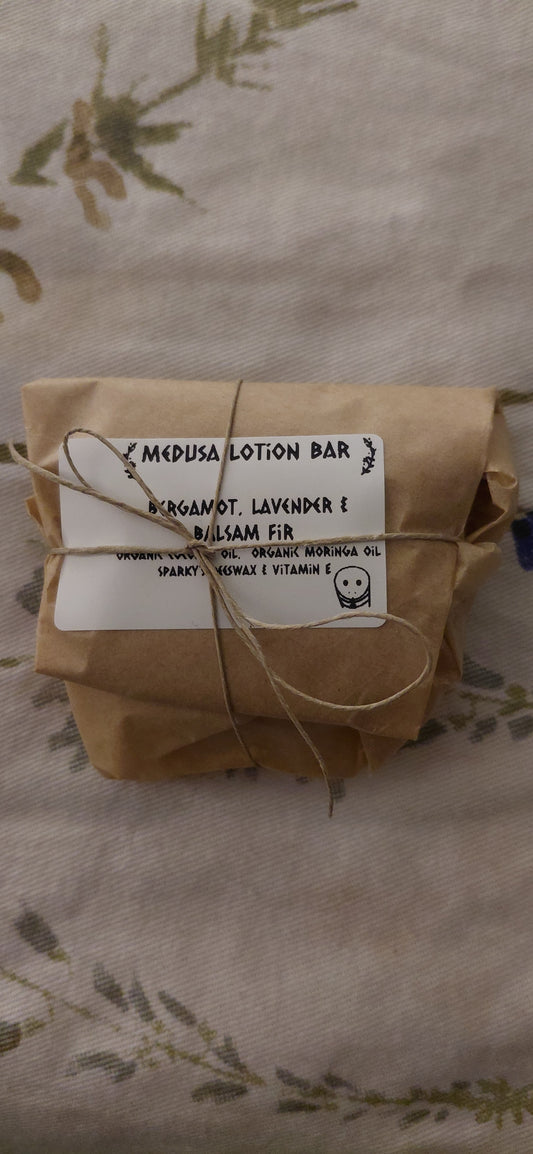 MEDUSA LOTION BAR
BERGAMOT, LAVENDER &
BALSAM FIR
ORGANIC OIL, ORGANIC MORINGA OIL
SPARKY'S BEESWAX & VITAMIN E